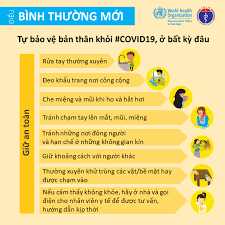 ĐIỀU
BÌNH THƯỜNG MỚI
World Health
Organization
Tự bảo vệ bản thân khỏi #COVID19, ở bất kỳ đâu
Giữ an toàn
Rửa tay thường xuyên
Đeo khẩu trang nơi công cộng
Che miệng và mũi khi ho và hắt hơi
Tránh chạm tay lên mắt, mũi, miệng
Tránh những nơi đông người
và hạn chế ở những không gian kín
Giữ khoảng cách với người khác
Thường xuyên khử trùng các vật/bề mặt hay
được chạm vào
Nếu cảm thấy không khỏe, hãy ở nhà và gọi
điện cho nhân viên y tế để được tư vấn,
hướng dẫn kịp thời